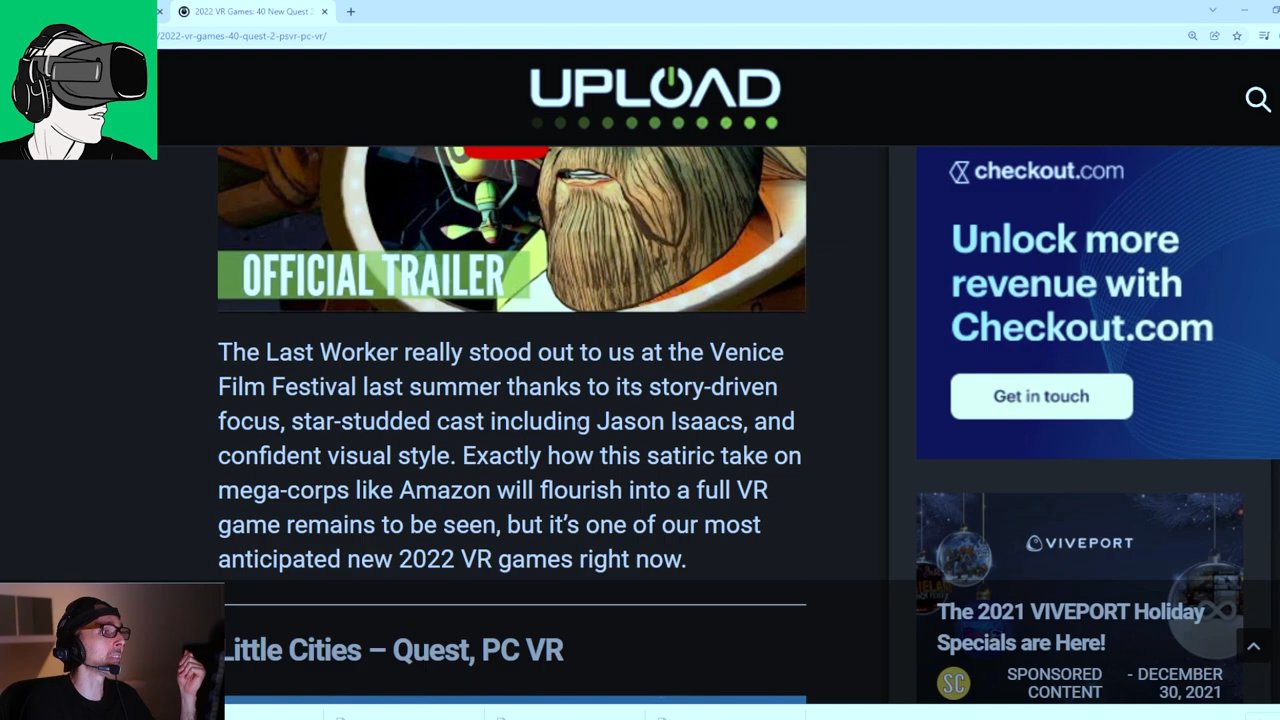 2022 VR Games: 40 New Quest 2
/2022-vr-games-40-quest-2-psvr-pc-vr/
UPLOAD
OFFICIAL TRAILER
The Last Worker really stood out to us at the Venice
Film Festival last summer thanks to its story-driven
focus, star-studded cast including Jason Isaacs, and
confident visual style. Exactly how this satiric take on
mega-corps like Amazon will flourish into a full VR
game remains to be seen, but it’s one of our most
anticipated new 2022 VR games right now.
Little Cities – Quest, PC VR
checkout.com
Unlock more
revenue with
Checkout.com
Get in touch
VIVEPORT
The 2021 VIVEPORT Holiday
Specials are Here!
SC
SPONSORED
CONTENT
- DECEMBER
30, 2021